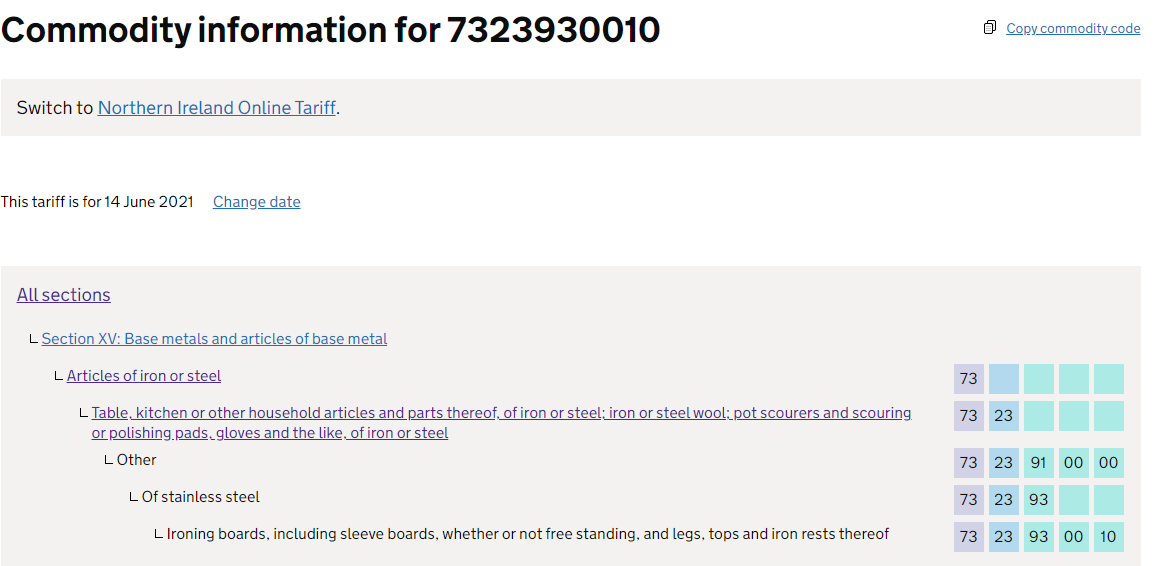 Commodity information for 7323930010
Copy commodity code
Switch to Northern Ireland Online Tariff.
This tariff is for 14 June 2021 Change date
All sections
Section XV: Base metals and articles of base metal
Articles of iron or steel 73
Table, kitchen or other household articles and parts thereof, of iron or steel; iron or steel wool; pot scourers and scouring 73 23
or polishing pads, gloves and the like, of iron or steel
Other 73 23 91 00 00
Of stainless steel 73 23 93
Ironing boards, including sleeve boards, whether or not free standing, and legs, tops and iron rests thereof 73 23 93 00 10